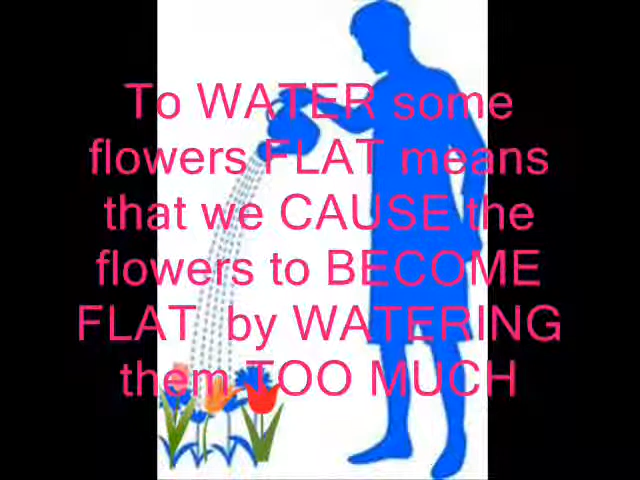 To WATER some
flowers FLAT means
that we CAUSE the
flowers to BECOME
FLAT by WATERING
them TOO MUCH